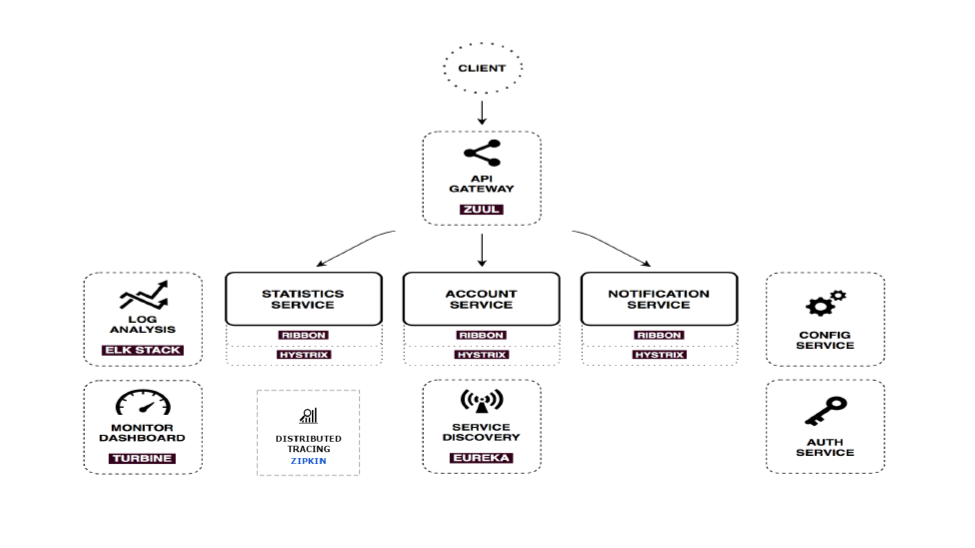 CLIENT
API
GATEWAY
ZUUL
LOG
ANALYSIS
ELK STACK
STATISTICS
SERVICE
RIBBON
HYSTRIX
ACCOUNT
SERVICE
RIBBON
HYSTRIX
NOTIFICATION
SERVICE
RIBBON
HYSTRIX
CONFIG
SERVICE
MONITOR
DASHBOARD
TURBINE
DISTRIBUTED
TRACING
ZIPKIN
SERVICE
DISCOVERY
EUREKA
AUTH
SERVICE